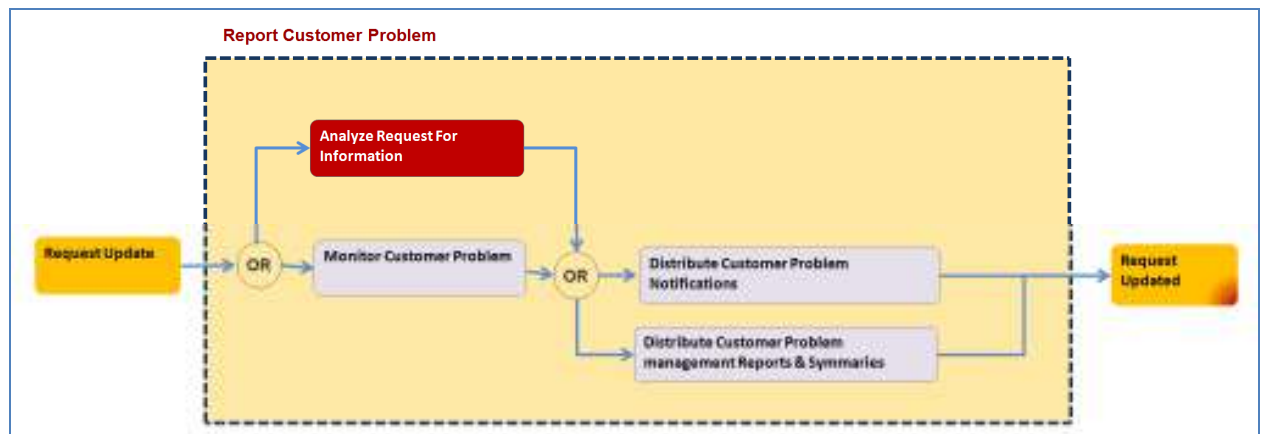 Report Customer Problem
Analyze Request For
Information
Request Update
OR
Monitor Customer Problem
OR
Distribute Customer Problem
Notifications
Request
Updated
Distribute Customer Problem
management Reports & Symmaries